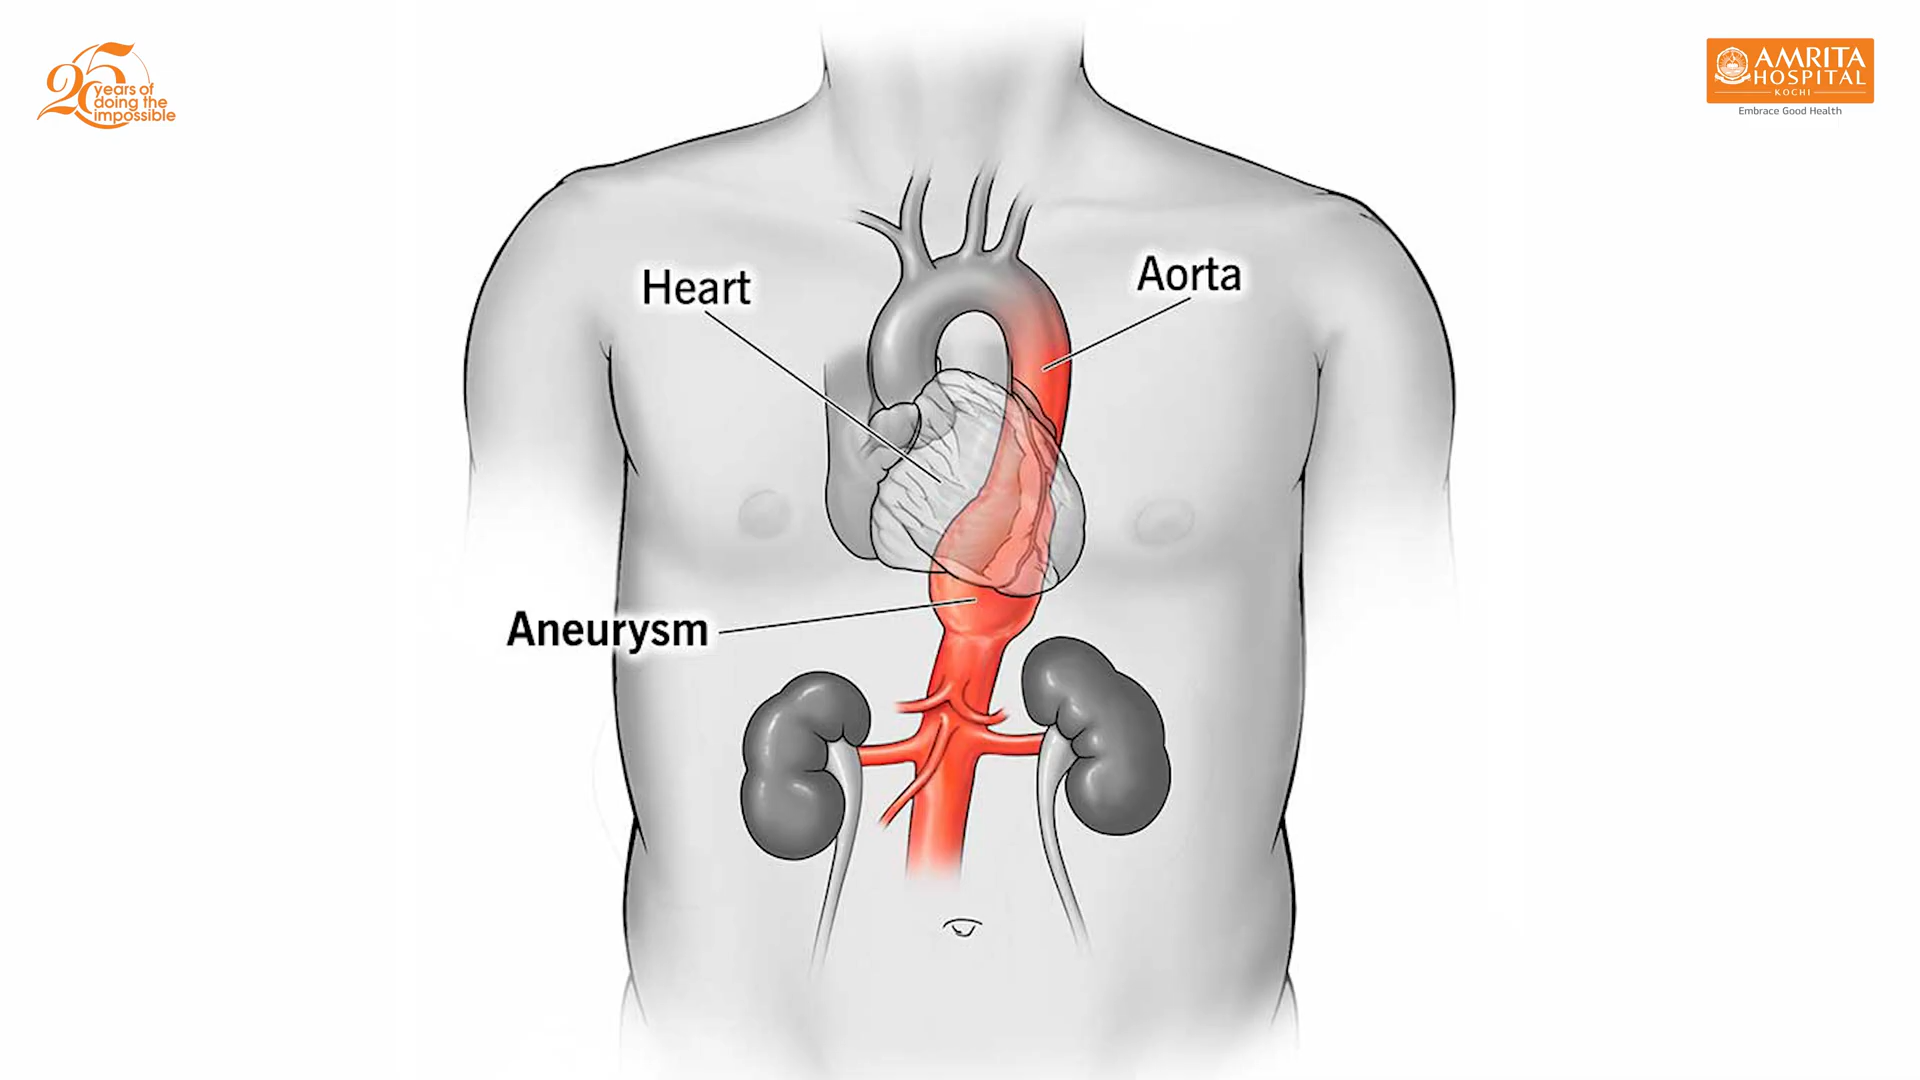 25
years of
doing the
impossible
AMRITA
HOSPITAL
KOCHI
Embrace Good Health
Heart
Aorta
Aneurysm